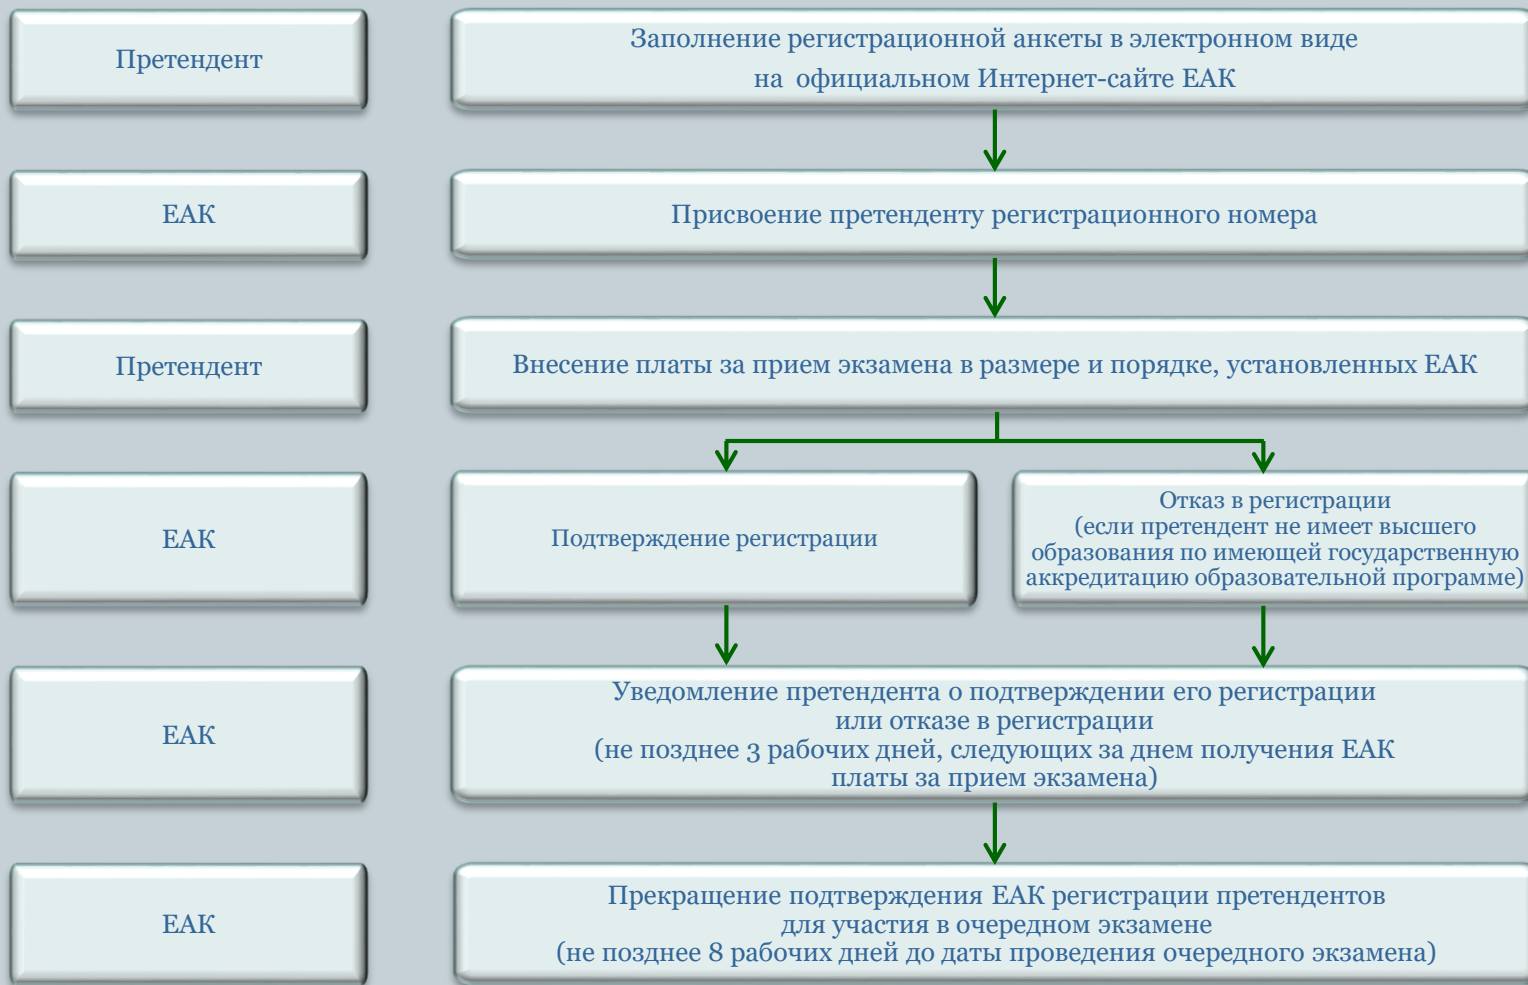 Претендент
Заполнение регистрационной анкеты в электронном виде
на официальном Интернет-сайте ЕАК
ЕАК
Присвоение претенденту регистрационного номера
Претендент
Внесение платы за прием экзамена в размере и порядке, установленных ЕАК
ЕАК
Подтверждение регистрации
Отказ в регистрации
(если претендент не имеет высшего
образования по имеющей государственную
аккредитацию образовательной программе)
ЕАК
Уведомление претендента о подтверждении его регистрации
или отказе в регистрации
(не позднее 3 рабочих дней, следующих за днем получения ЕАК
платы за прием экзамена)
ЕАК
Прекращение подтверждения ЕАК регистрации претендентов
для участия в очередном экзамене
(не позднее 8 рабочих дней до даты проведения очередного экзамена)